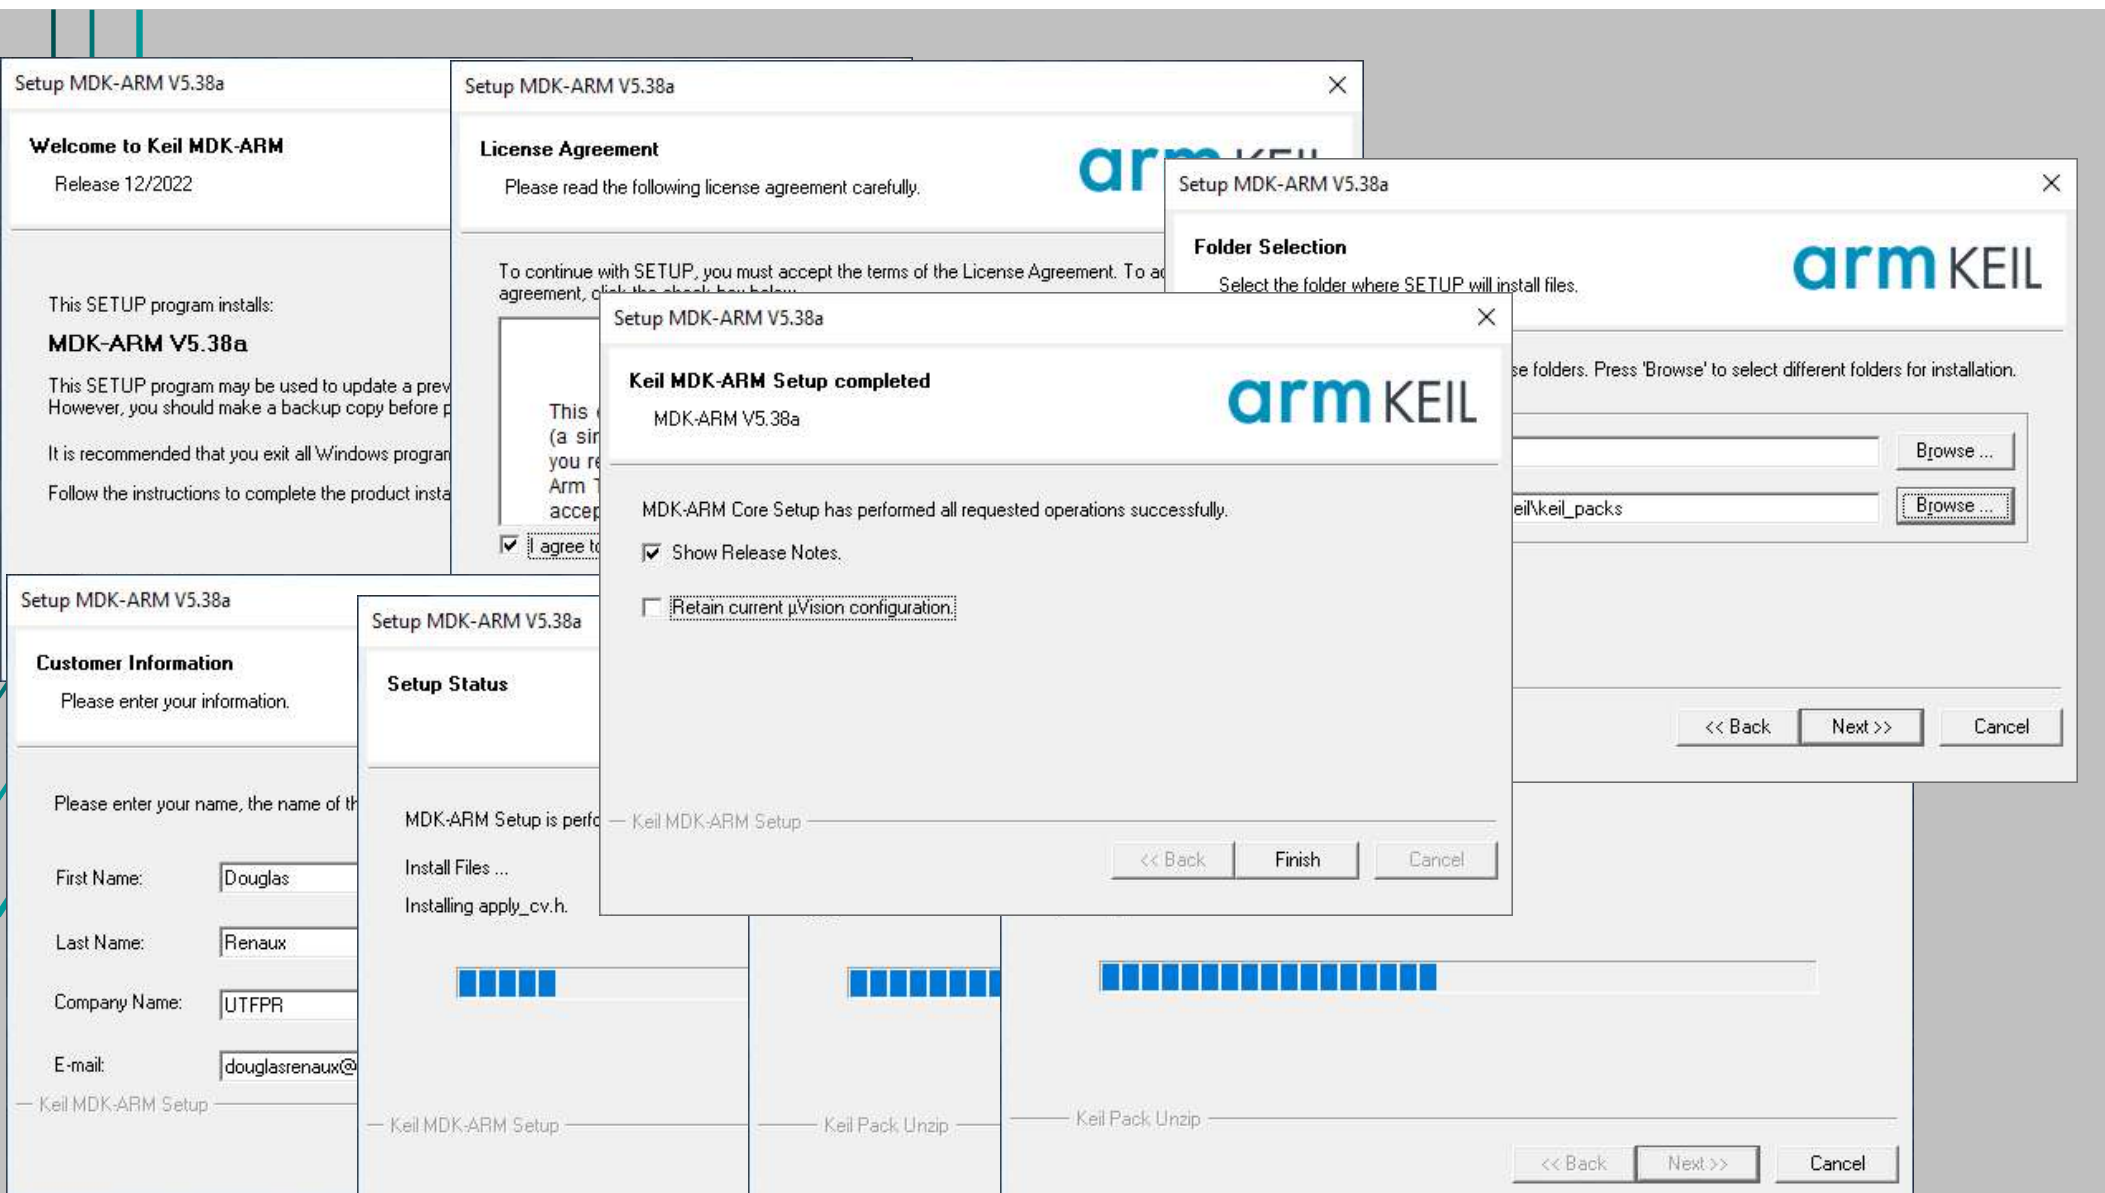 Setup MDK-ARM V5.38a
Welcome to Keil MDK-ARM
Release 12/2022
This SETUP program installs:
MDK-ARM V5.38a
This SETUP program may be used to update a prev
However, you should make a backup copy before p
It is recommended that you exit all Windows program
Follow the instructions to complete the product insta
Setup MDK-ARM V5.38a
License Agreement
Please read the following license agreement carefully.
arm KEIL
To continue with SETUP, you must accept the terms of the License Agreement. To ac
agreement, click the check box below.
This
(a sin
you re
Arm T
accep
I agree to
Setup MDK-ARM V5.38a
Folder Selection
Select the folder where SETUP will install files.
arm KEIL
se folders. Press 'Browse' to select different folders for installation.
Browse ...
eil\keil_packs
Browse ...
<< Back
Next >>
Cancel
Setup MDK-ARM V5.38a
Keil MDK-ARM Setup completed
MDK-ARM V5.38a
arm KEIL
MDK-ARM Core Setup has performed all requested operations successfully.
Show Release Notes.
Retain current µVision configuration.
Keil MDK-ARM Setup
<< Back
Finish
Cancel
Setup MDK-ARM V5.38a
Customer Information
Please enter your information.
Please enter your name, the name of th
First Name:
Douglas
Last Name:
Renaux
Company Name:
UTFPR
E-mail:
douglasrenaux@
Keil MDK-ARM Setup
Setup MDK-ARM V5.38a
Setup Status
MDK-ARM Setup is perfo
Install Files ...
Installing apply_cv.h.
Keil MDK-ARM Setup
Keil Pack Unzip
Keil Pack Unzip
<< Back
Next >>
Cancel